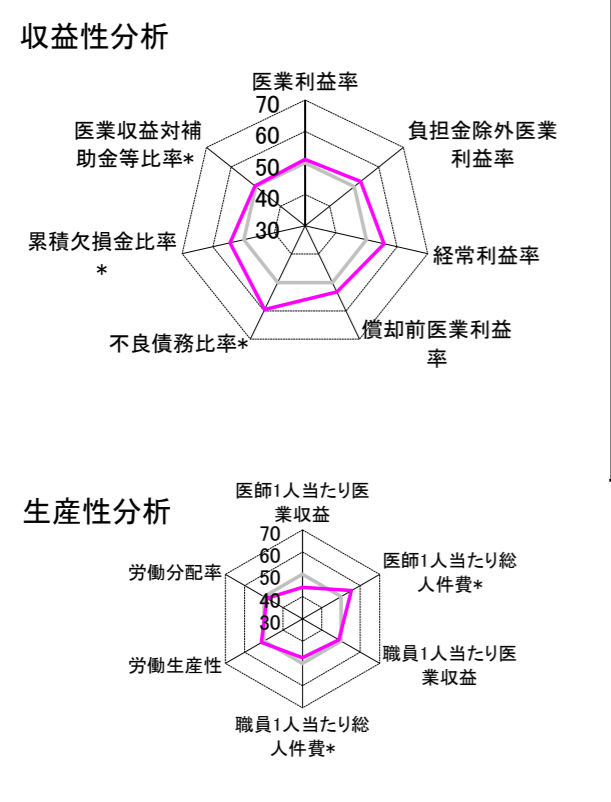 収益性分析
医業利益率
70
60
50
40
30
負担金除外医業
利益率
経常利益率
償却前医業利益
率
不良債務比率*
累積欠損金比率
*
医業収益対補
助金等比率*
生産性分析
医師1人当たり医
業収益
70
60
50
40
30
医師1人当たり総
人件費*
職員1人当たり医
業収益
職員1人当たり総
人件費*
労働生産性
労働分配率